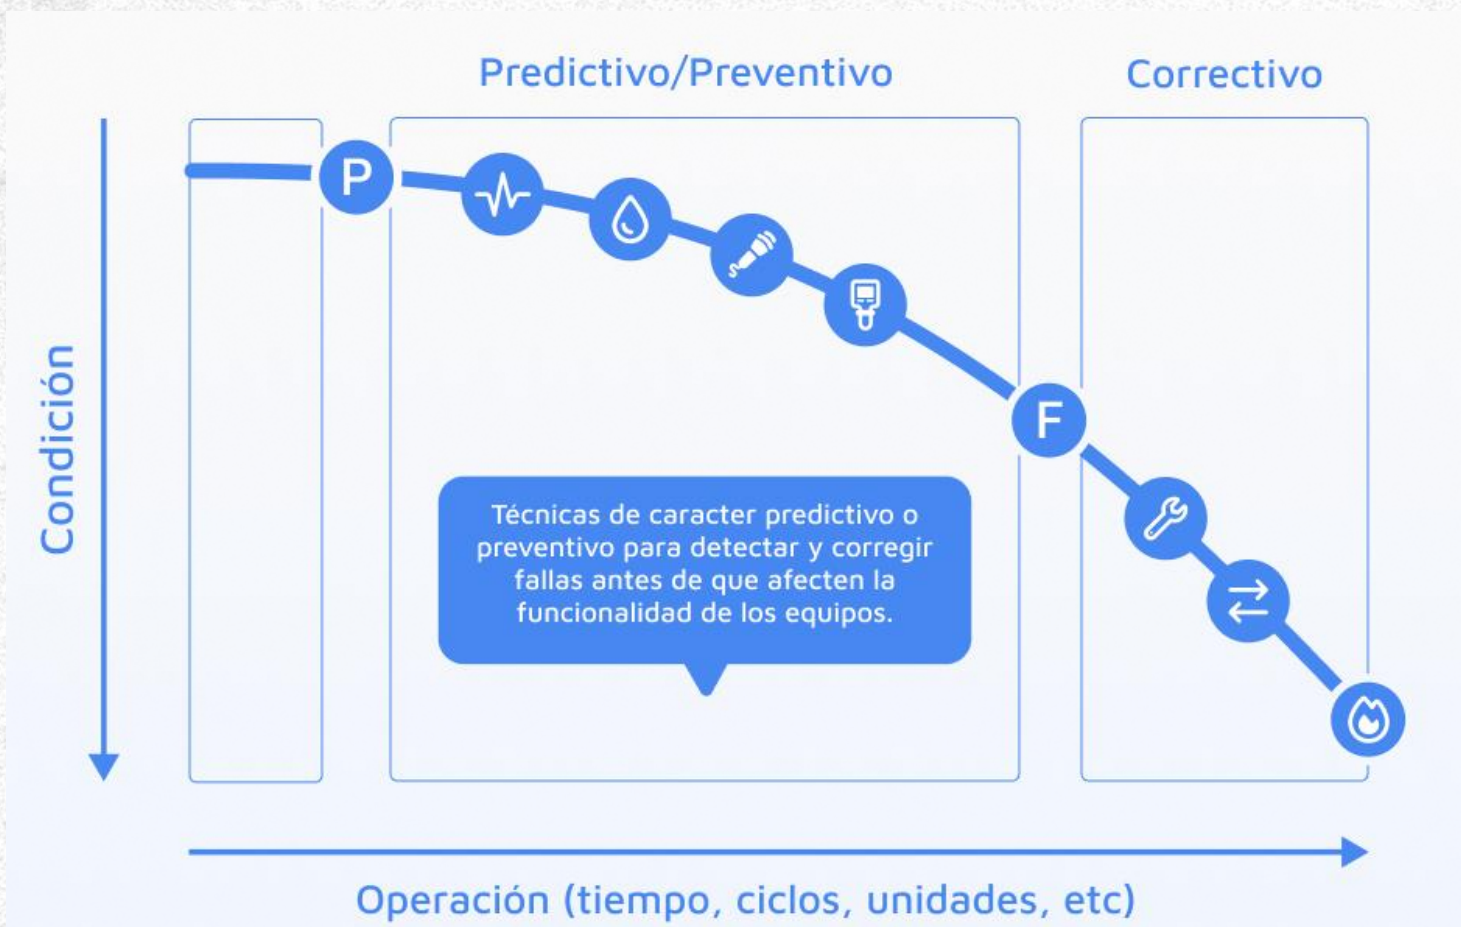 Predictivo/Preventivo
Correctivo
P
F
Condición
Técnicas de caracter predictivo o
preventivo para detectar y corregir
fallas antes de que afecten la
funcionalidad de los equipos.
Operación (tiempo, ciclos, unidades, etc)